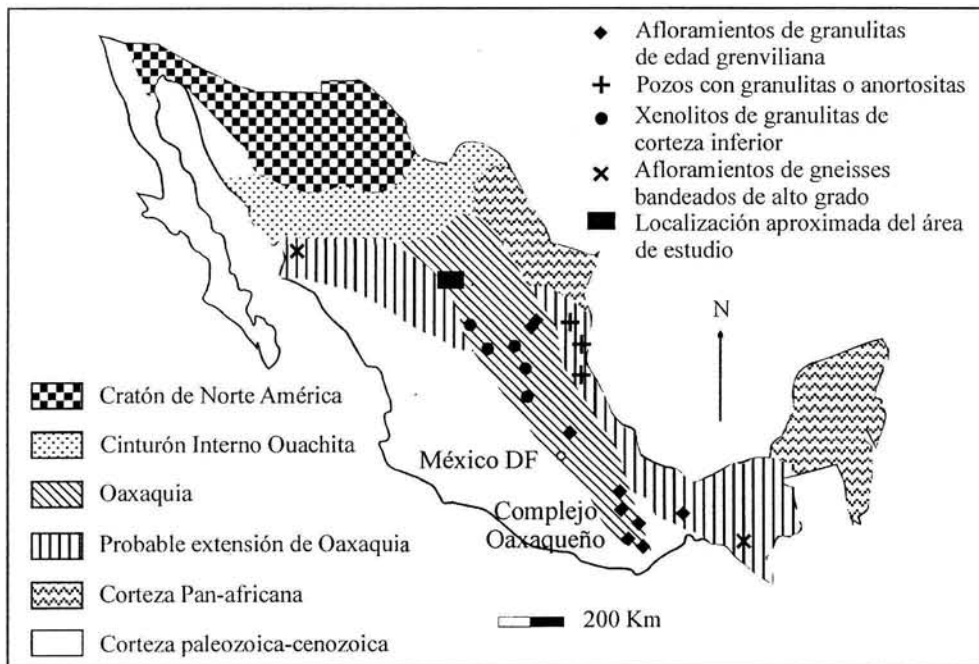 Afloramientos de granulitas
de edad grenviliana
Pozos con granulitas o anortositas
Xenolitos de granulitas de
corteza inferior
Afloramientos de gneisses
bandeados de alto grado
Localización aproximada del área
de estudio
N
Cratón de Norte América
Cinturón Interno Ouachita
Oaxaquia
Probable extensión de Oaxaquia
Corteza Pan-africana
Corteza paleozoica-cenozoica
México DF
Complejo
Oaxaqueño
200 Km